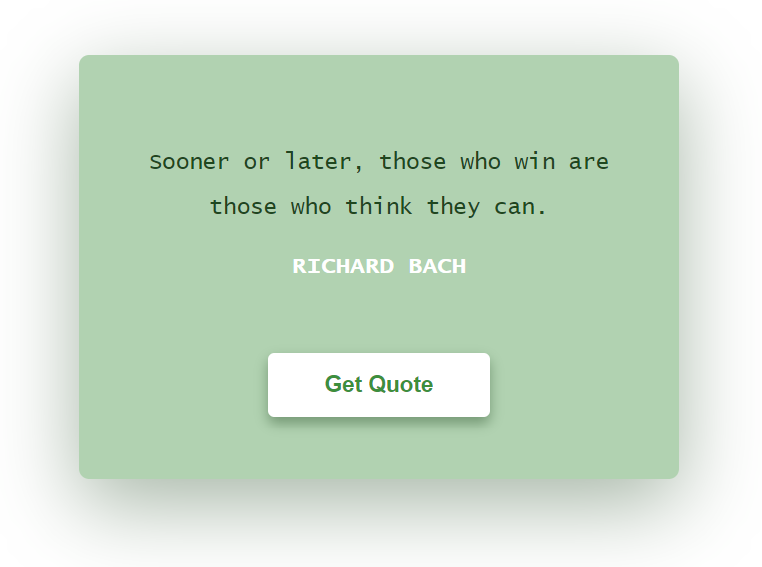 Sooner or later, those who win are
those who think they can.
RICHARD BACH
Get Quote